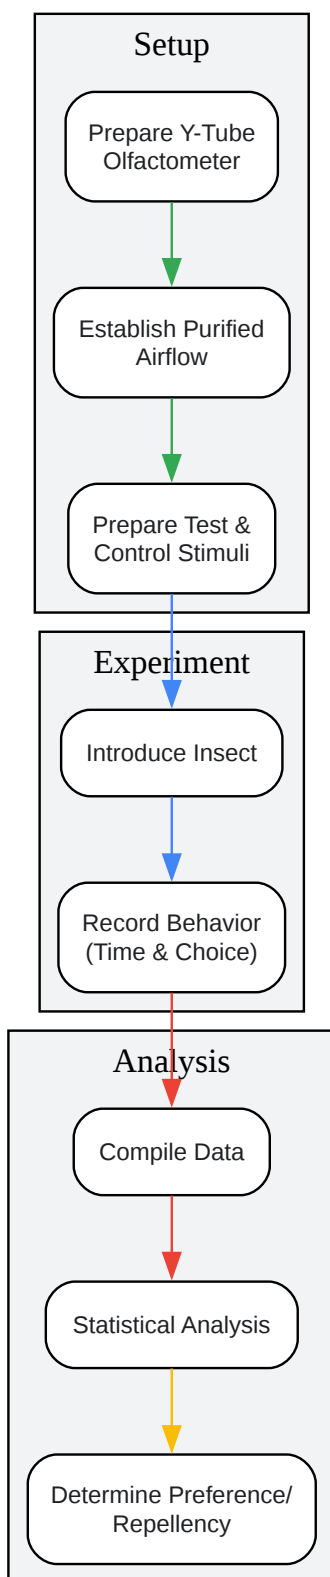 Setup
Prepare Y-Tube
Olfactometer
Establish Purified
Airflow
Prepare Test &
Control Stimuli
Experiment
Introduce Insect
Record Behavior
(Time & Choice)
Analysis
Compile Data
Statistical Analysis
Determine Preference/
Repellency